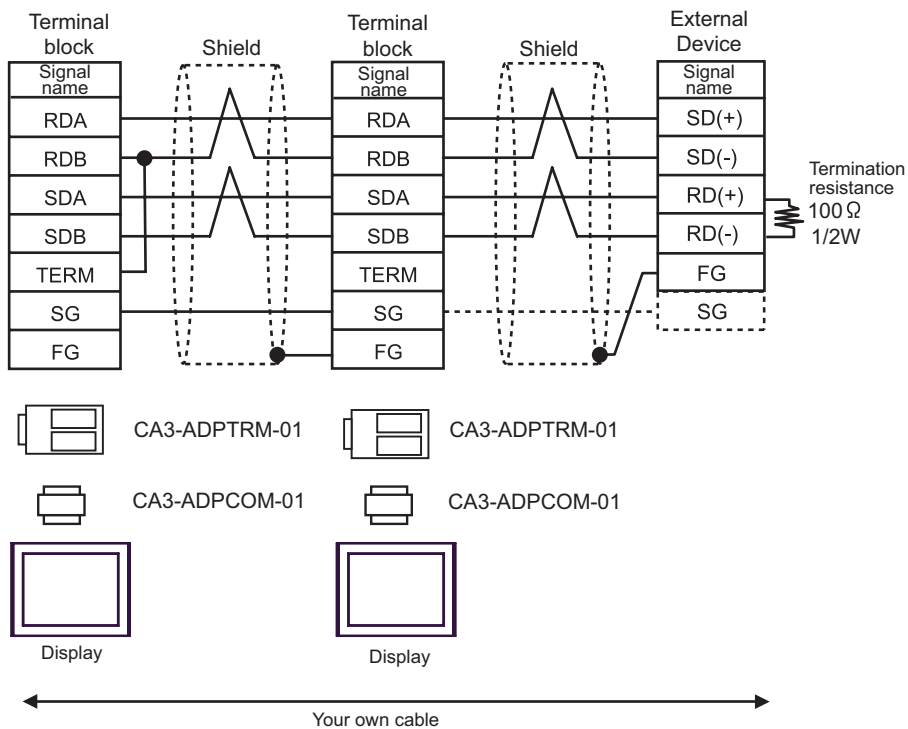 Terminal
block
Shield
Terminal
block
Shield
External
Device
Signal
name
RDA
RDB
SDA
SDB
TERM
SG
FG
Signal
name
RDA
RDB
SDA
SDB
TERM
SG
FG
Signal
name
SD(+)
SD(-)
RD(+)
RD(-)
FG
SG
Termination
resistance
100 Ω
1/2W
CA3-ADPTRM-01
CA3-ADPTRM-01
CA3-ADPCOM-01
CA3-ADPCOM-01
Display
Display
Your own cable